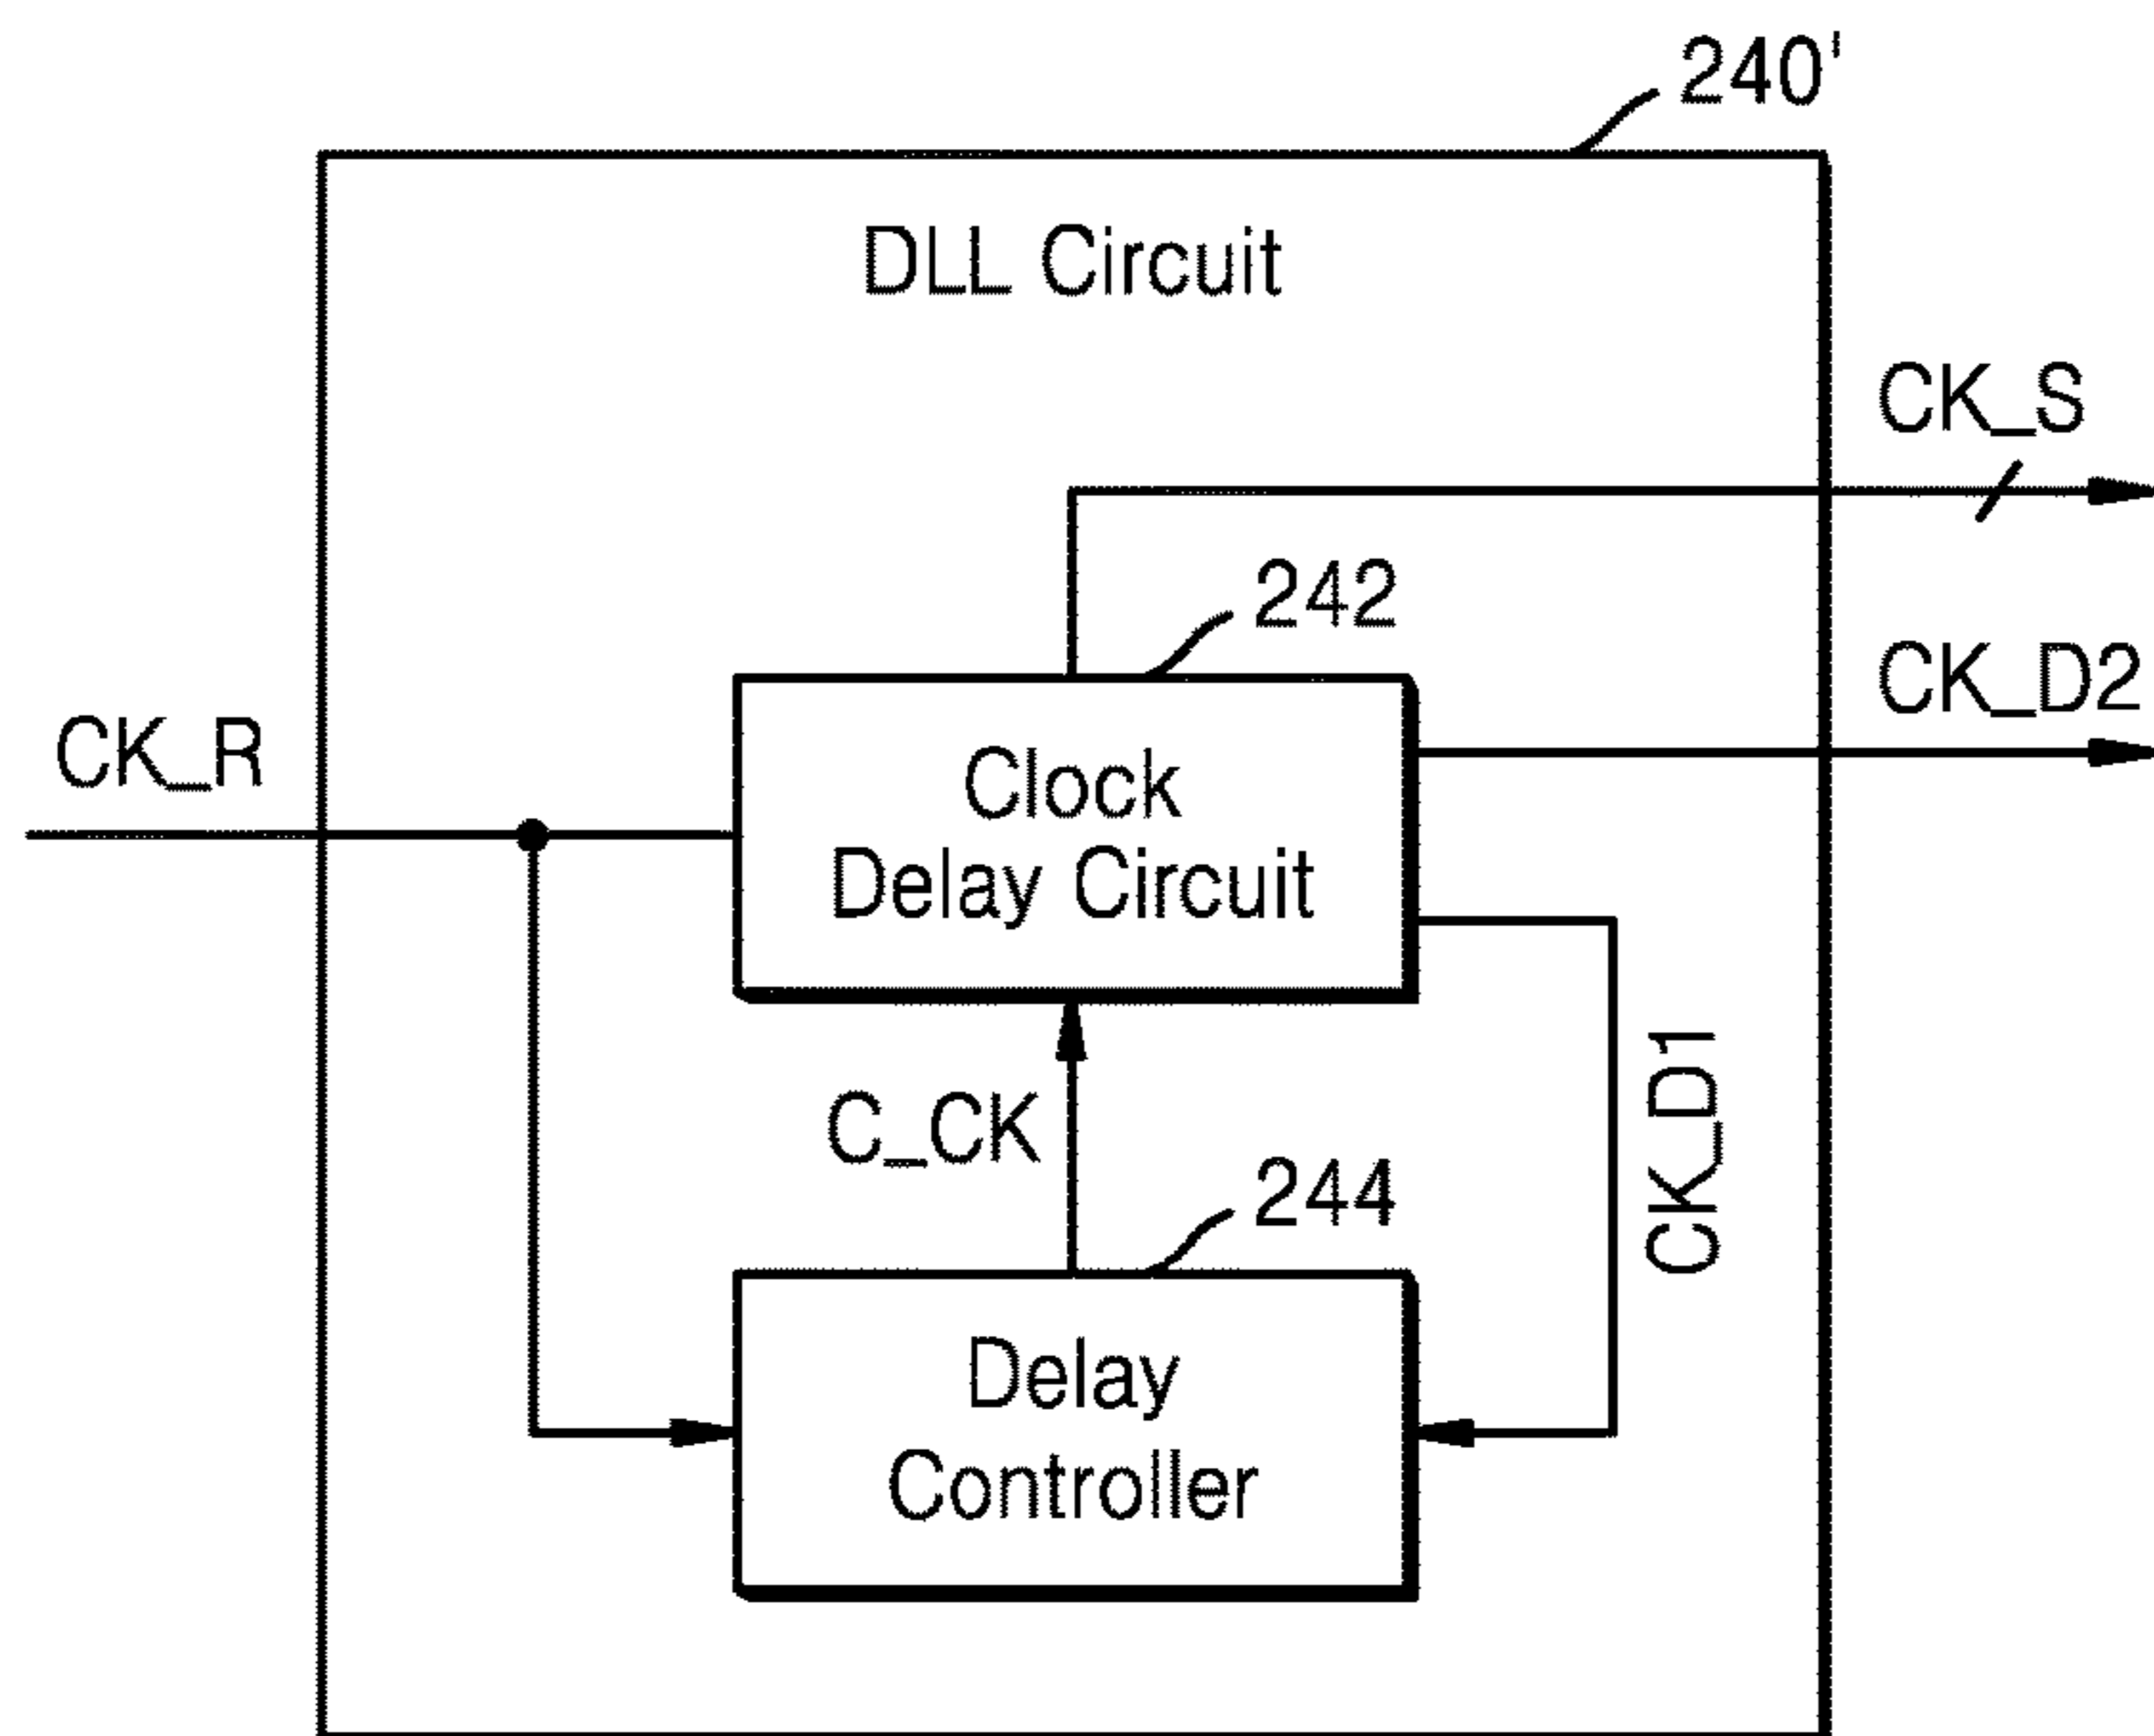 240'
DLL Circuit
CK_S
242
CK_D2
CK_R
Clock
Delay Circuit
CK_D1
C_CK
244
Delay
Controller